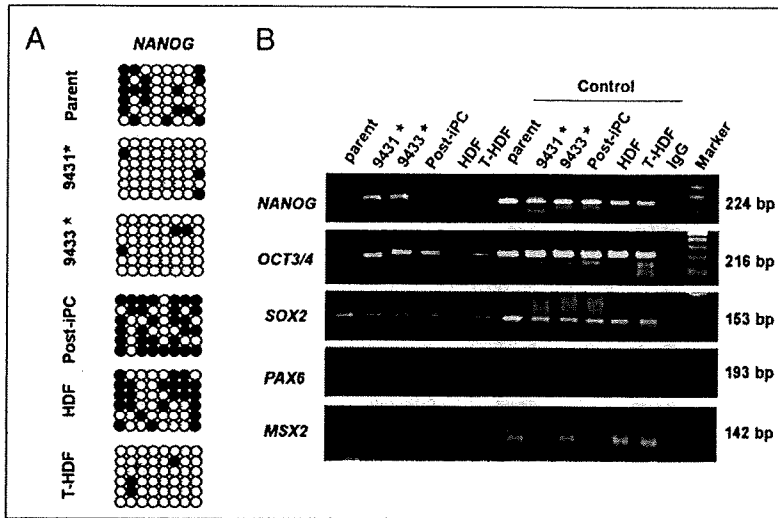 A
NANOG
Parent
9431*
9433*
Post-iPC
HDF
T-HDF
B
Control
parent
9431*
9433*
Post-iPC
HDF
T-HDF
parent
9431*
9433*
Post-iPC
HDF
T-HDF
IgG
Marker
NANOG 224 bp
OCT3/4 216 bp
SOX2 153 bp
PAX6 193 bp
MSX2 142 bp